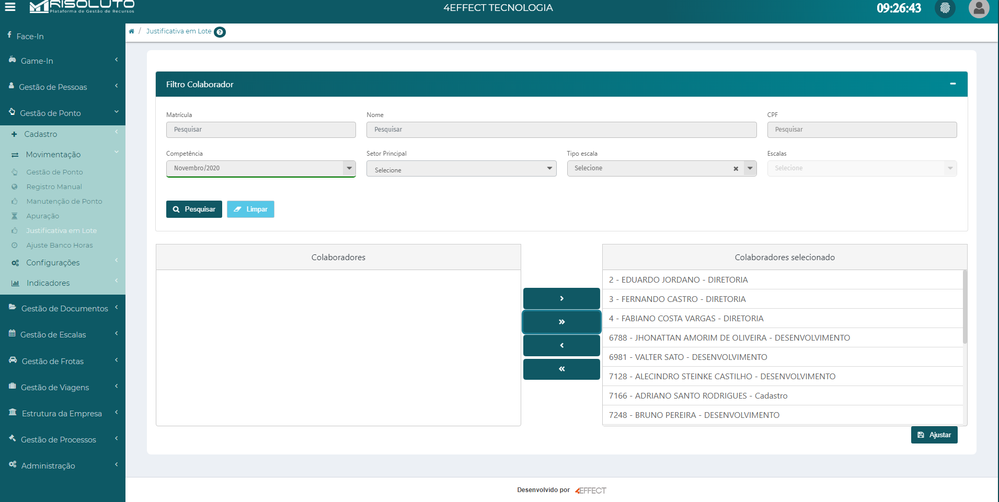 RISOLUTO
Plataforma de Gestão de Recursos
4EFFECT TECNOLOGIA
09:26:43
/ Justificativa em Lote
Face-In
Game-In
Gestão de Pessoas
Gestão de Ponto
Cadastro
Movimentação
Gestão de Ponto
Registro Manual
Manutenção de Ponto
Apuração
Justificativa em Lote
Ajuste Banco Horas
Configurações
Indicadores
Gestão de Documentos
Gestão de Escalas
Gestão de Frotas
Gestão de Viagens
Estrutura da Empresa
Gestão de Processos
Administração
Filtro Colaborador
Matrícula
Pesquisar
Nome
Pesquisar
CPF
Pesquisar
Competência
Novembro/2020
Setor Principal
Selecione
Tipo escala
Selecione
Escalas
Selecione
Pesquisar
Limpar
Colaboradores
Colaboradores selecionado
2 - EDUARDO JORDANO - DIRETORIA
3 - FERNANDO CASTRO - DIRETORIA
4 - FABIANO COSTA VARGAS - DIRETORIA
6788 - JHONATTAN AMORIM DE OLIVEIRA - DESENVOLVIMENTO
6981 - VALTER SATO - DESENVOLVIMENTO
7128 - ALECINDRO STEINKE CASTILHO - DESENVOLVIMENTO
7166 - ADRIANO SANTO RODRIGUES - Cadastro
7248 - BRUNO PEREIRA - DESENVOLVIMENTO
Ajustar
Desenvolvido por 4EFFECT